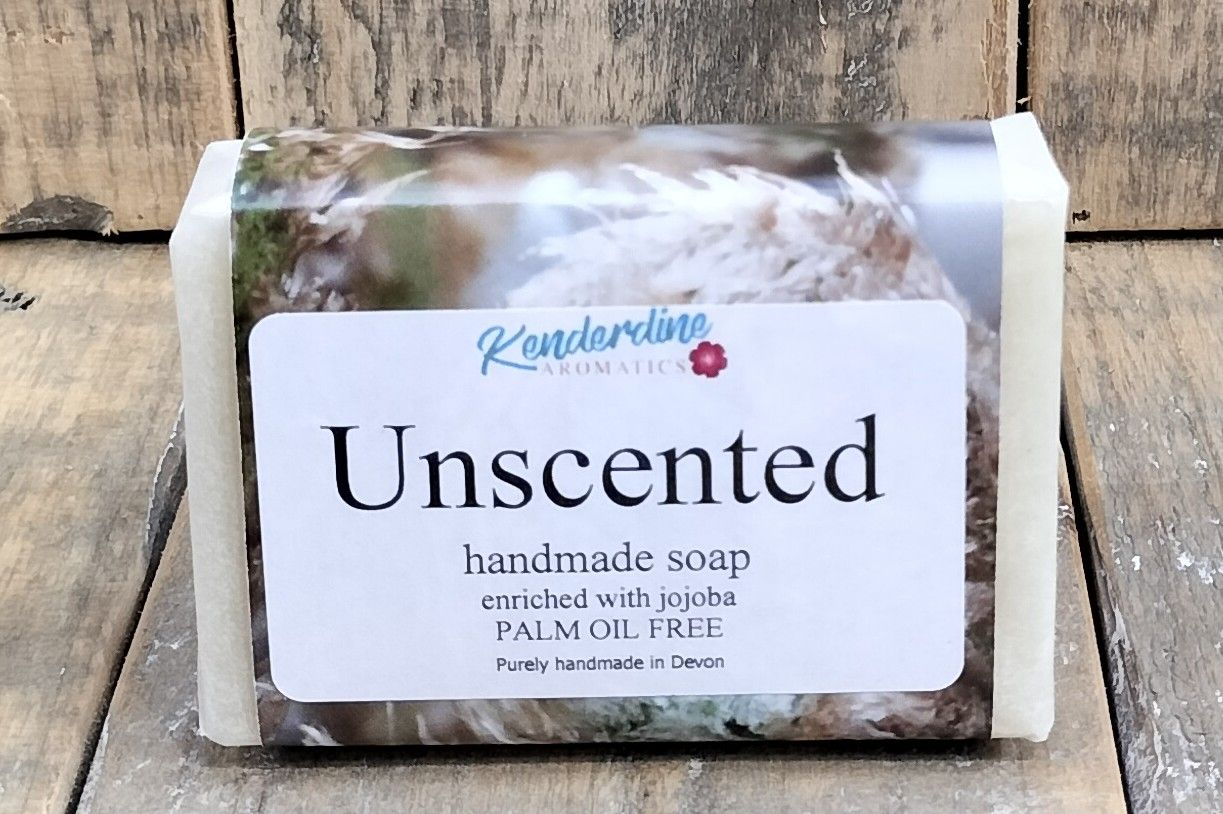 Kenderdine
AROMATICS
Unscented
handmade soap
enriched with jojoba
PALM OIL FREE
Purely handmade in Devon